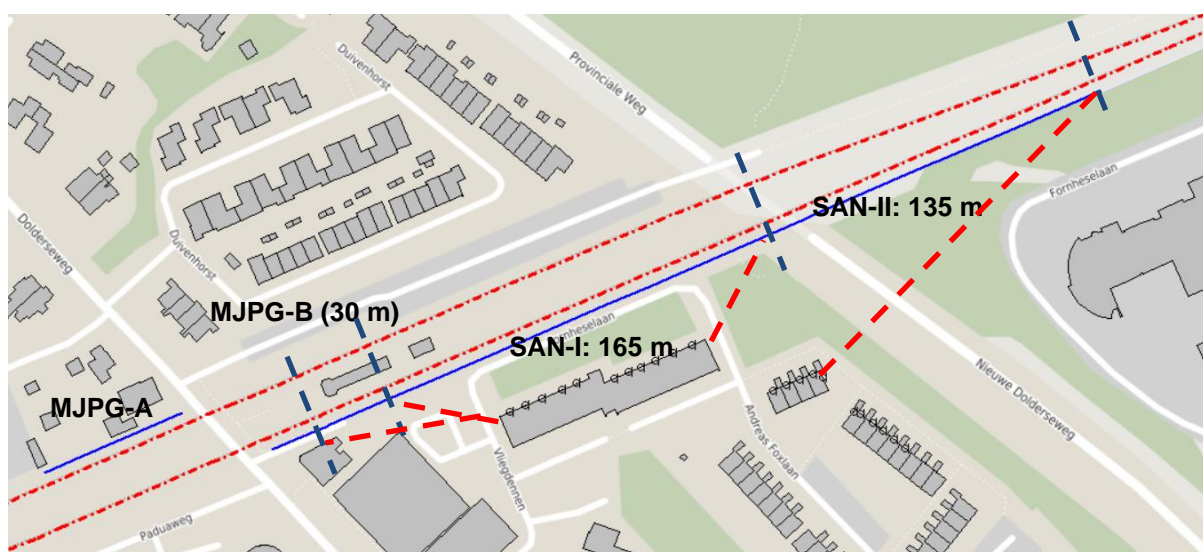 Duivenhorst
Provinciale Weg
Fornheselaan
SAN-II: 135 m
Dolderseweg
Duivenhorst
MJPG-B (30 m)
Fornheselaan
SAN-I: 165 m
MJPG-A
Nieuwe Dolderseweg
Andreas Foxlaan
Vliegdennen
Paduaweg